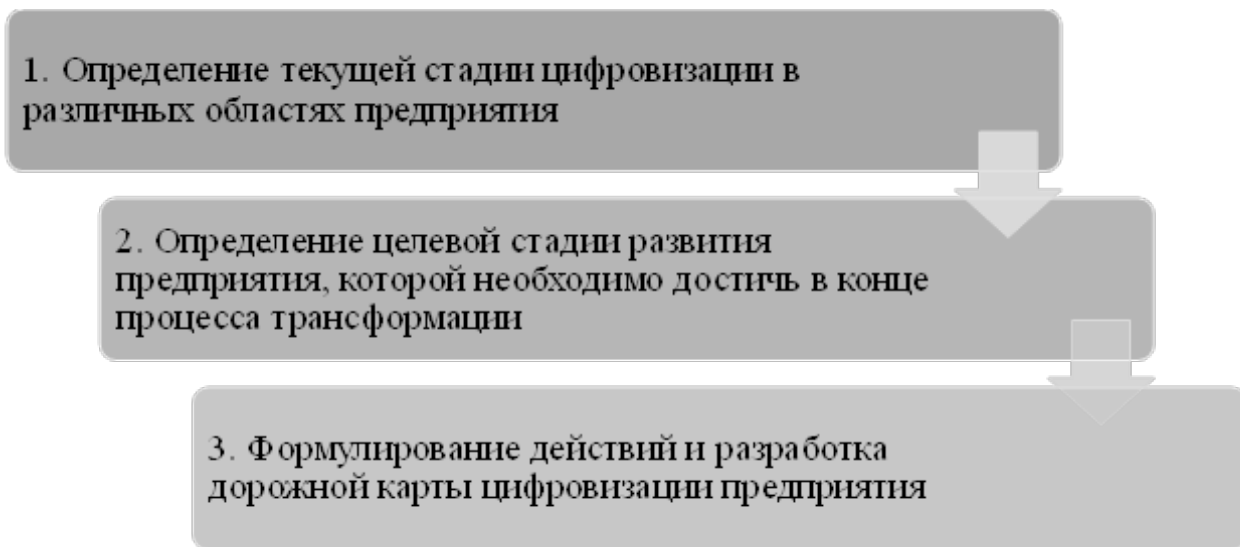 1. Определение текущей стадии цифровизации в
различных областях предприятия
2. Определение целевой стадии развития
предприятия, которой необходимо достичь в конце
процесса трансформации
3. Формулирование действий и разработка
дорожной карты цифровизации предприятия